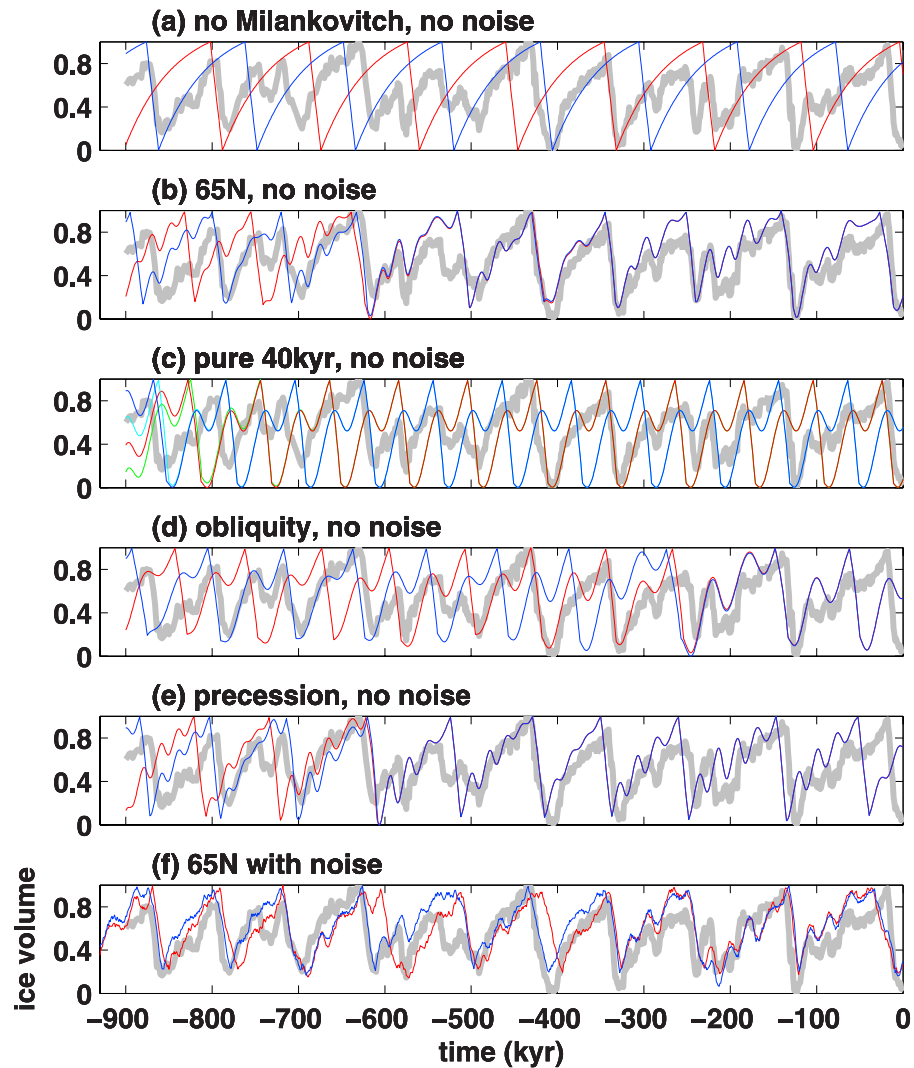 (a) no Milankovitch, no noise
0.8
0.4
0
(b) 65N, no noise
0.8
0.4
0
(c) pure 40kyr, no noise
0.8
0.4
0
(d) obliquity, no noise
0.8
0.4
0
(e) precession, no noise
0.8
0.4
0
(f) 65N with noise
0.8
0.4
0
ice volume
−900 −800 −700 −600 −500 −400 −300 −200 −100 0
time (kyr)